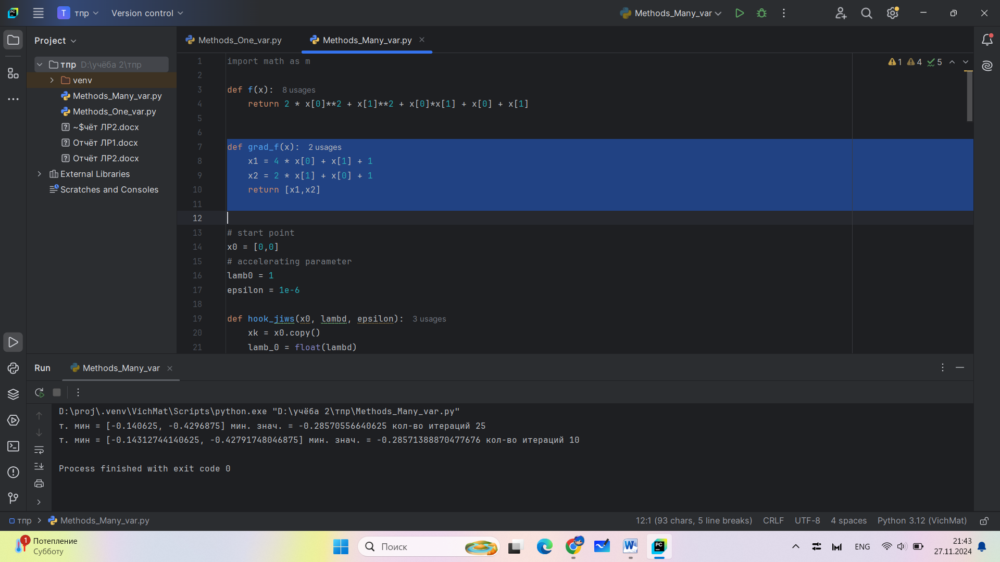 T тпр Version control Methods_Many_var
Project
Methods_One_var.py Methods_Many_var.py
тпр D:\учёба 2\тпр
venv
Methods_Many_var.py
Methods_One_var.py
~$чёт ЛР2.docx
Отчёт ЛР1.docx
Отчёт ЛР2.docx
External Libraries
Scratches and Consoles
1 4 5
1 import math as m
2
3 def f(x): 8 usages
4 return 2 * x[0]**2 + x[1]**2 + x[0]*x[1] + x[0] + x[1]
5
6
7 def grad_f(x): 2 usages
8 x1 = 4 * x[0] + x[1] + 1
9 x2 = 2 * x[1] + x[0] + 1
10 return [x1,x2]
11
12
13 # start point
14 x0 = [0,0]
15 # accelerating parameter
16 lamb0 = 1
17 epsilon = 1e-6
18
19 def hook_jiws(x0, lambd, epsilon): 3 usages
20 xk = x0.copy()
21 lamb_0 = float(lambd)
Run Methods_Many_var
D:\proj\.venv\VichMat\Scripts\python.exe "D:\учёба 2\тпр\Methods_Many_var.py"
т. мин = [-0.140625, -0.4296875] мин. знач. = -0.28570556640625 кол-во итераций 25
т. мин = [-0.14312744140625, -0.42791748046875] мин. знач. = -0.28571388870477676 кол-во итераций 10
Process finished with exit code 0
тпр Methods_Many_var.py 12:1 (93 chars, 5 line breaks) CRLF UTF-8 4 spaces Python 3.12 (VichMat)
1 Потепление
Субботу
Поиск
ENG
21:43
27.11.2024